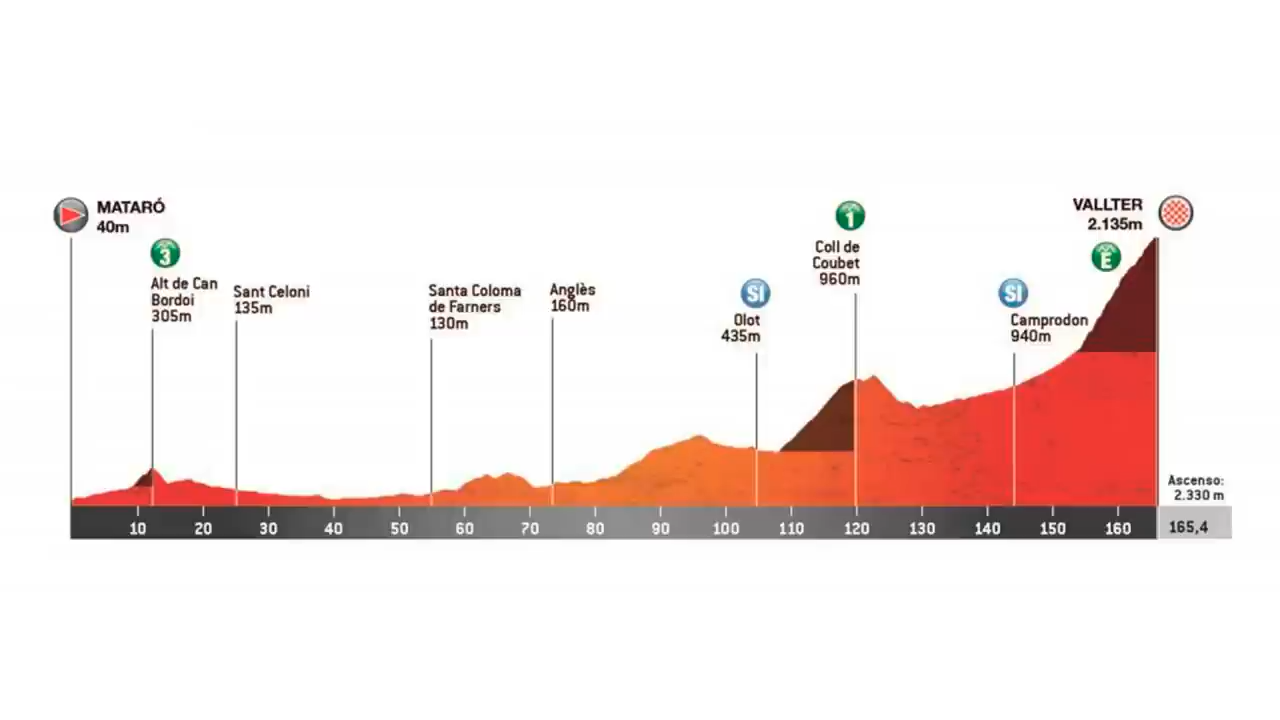 MATARÓ
40m
3
Alt de Can
Bordoi
305m
Sant Celoni
135m
Santa Coloma
de Farners
130m
Anglès
160m
SI
Olot
435m
1
Coll de
Coubet
960m
SI
Camprodon
940m
VALLTER
2.135m
E
Ascenso:
2.330 m
10 20 30 40 50 60 70 80 90 100 110 120 130 140 150 160 165,4